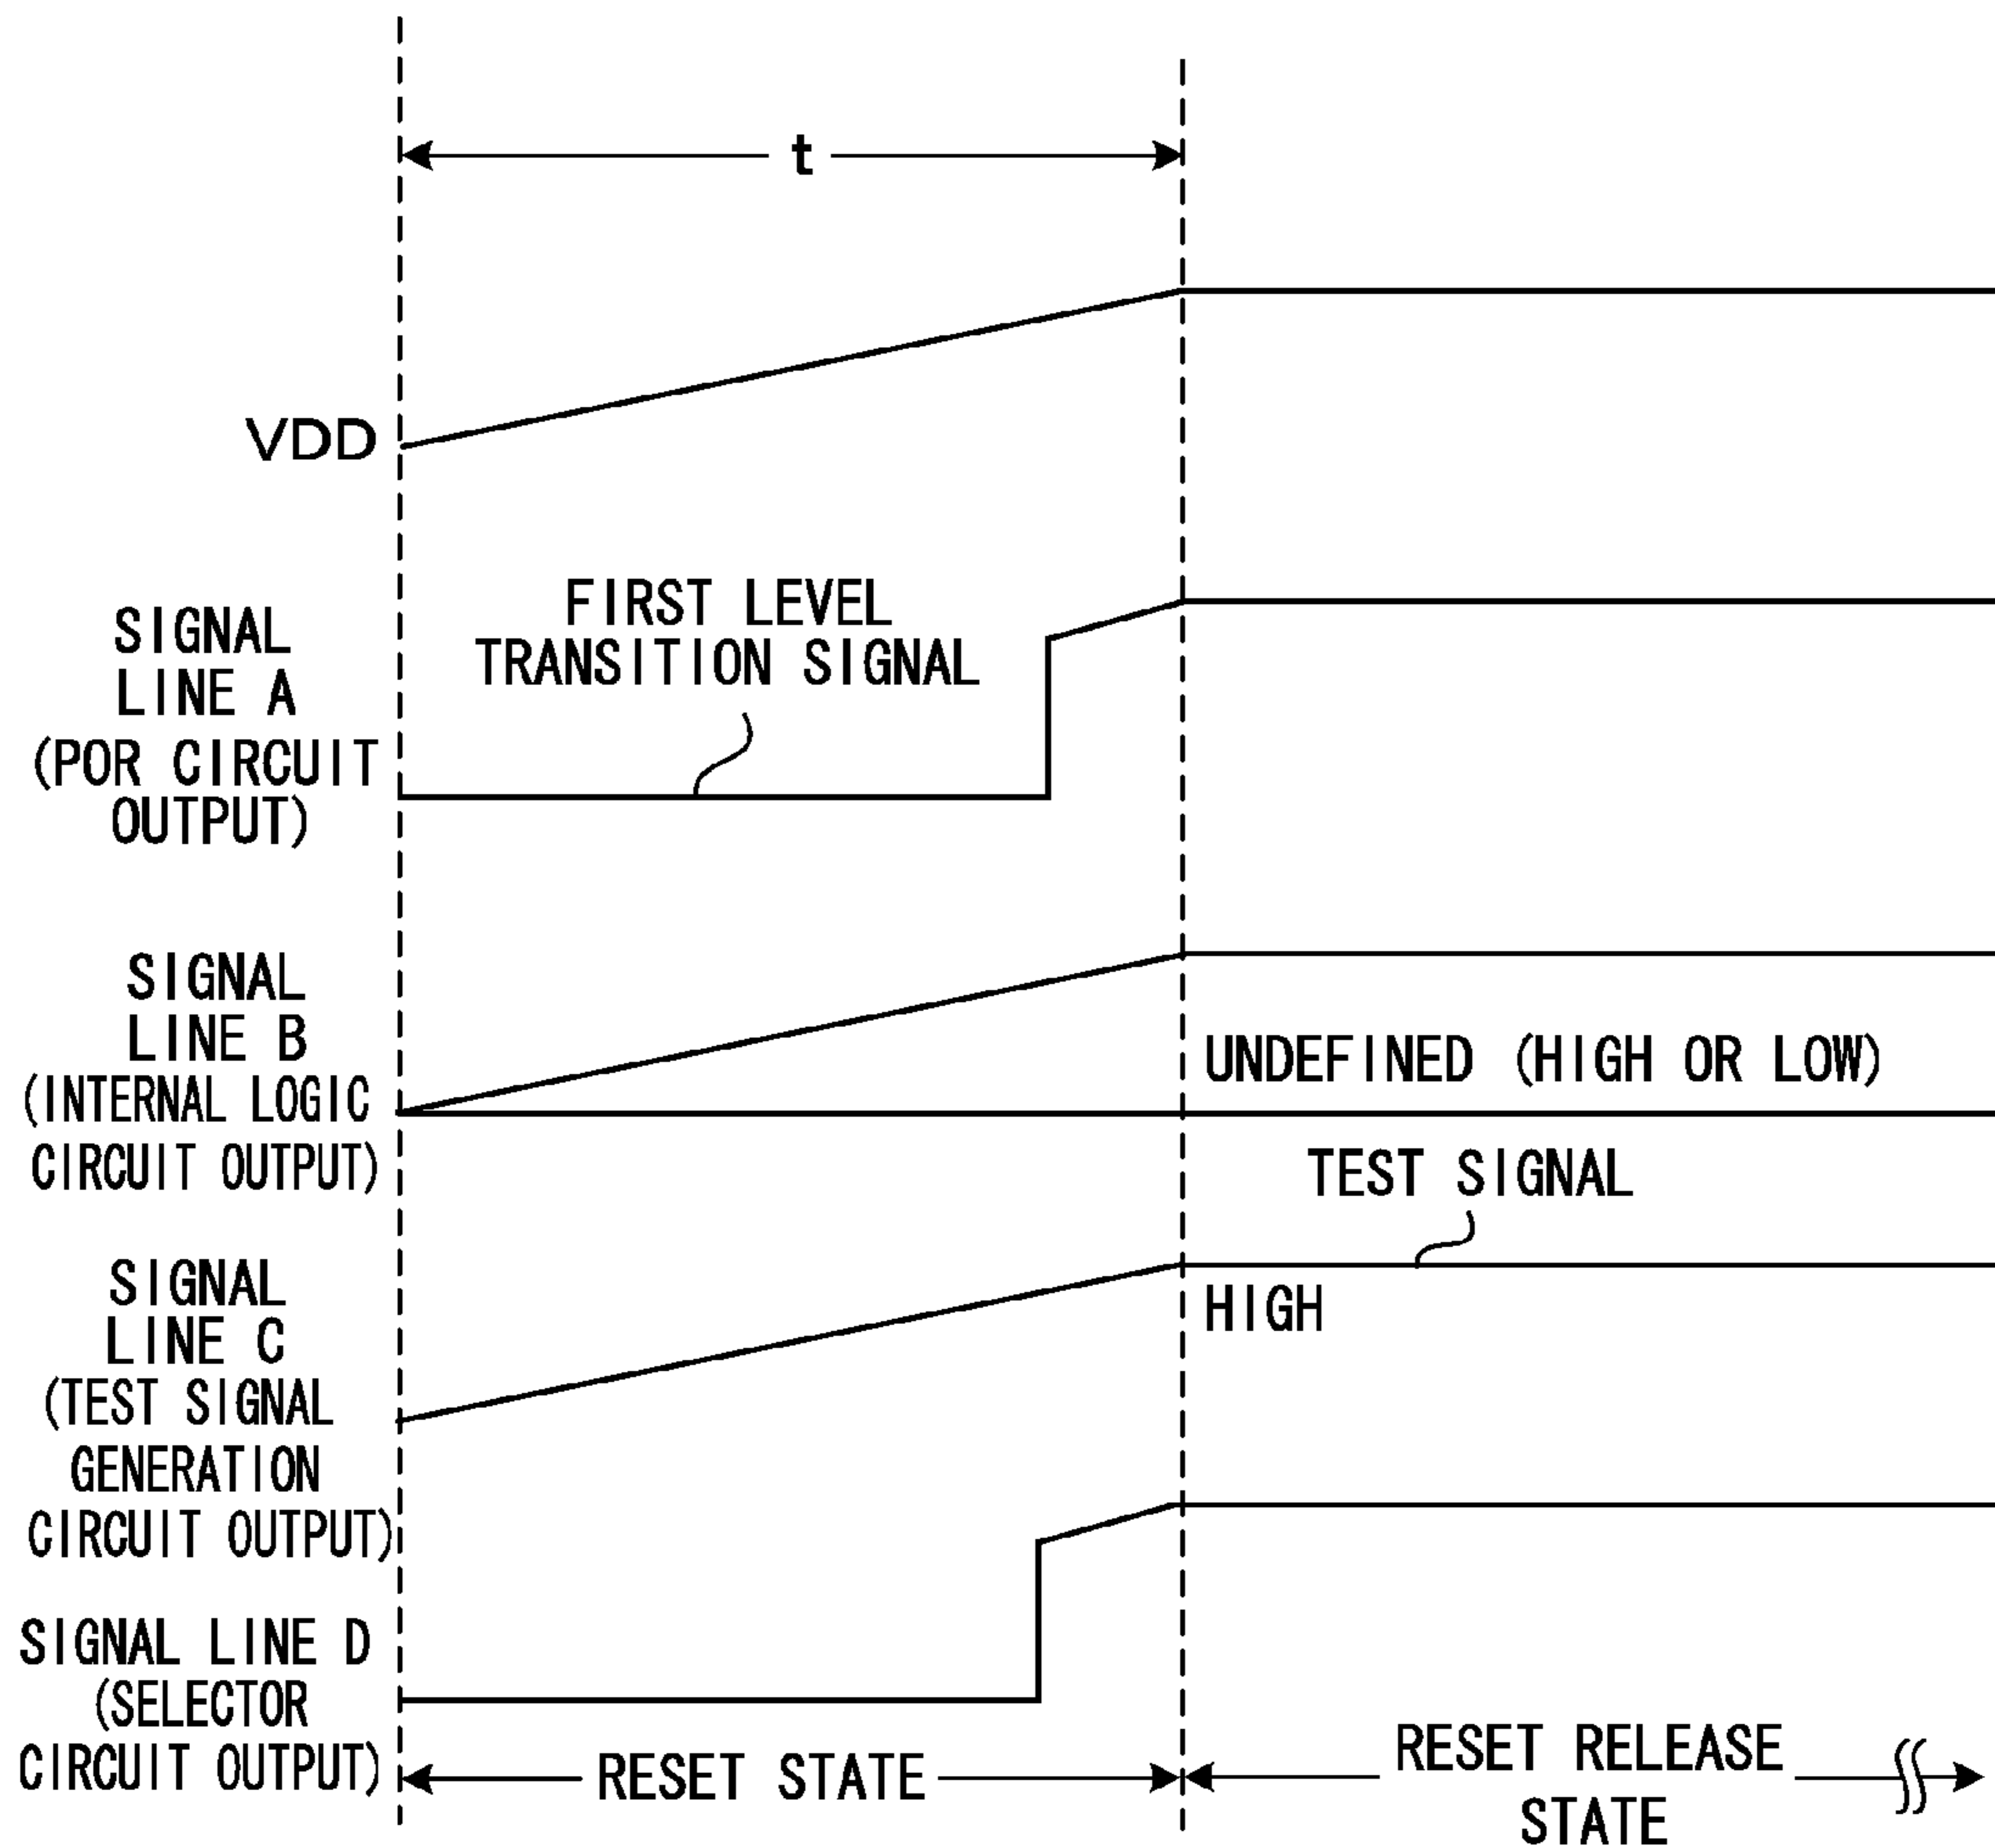 t
VDD
FIRST LEVEL
TRANSITION SIGNAL
SIGNAL
LINE A
(POR CIRCUIT
OUTPUT)
SIGNAL
LINE B
(INTERNAL LOGIC
CIRCUIT OUTPUT)
UNDEFINED (HIGH OR LOW)
TEST SIGNAL
SIGNAL
LINE C
(TEST SIGNAL
GENERATION
CIRCUIT OUTPUT)
HIGH
SIGNAL LINE D
(SELECTOR
CIRCUIT OUTPUT)
RESET STATE
RESET RELEASE
STATE